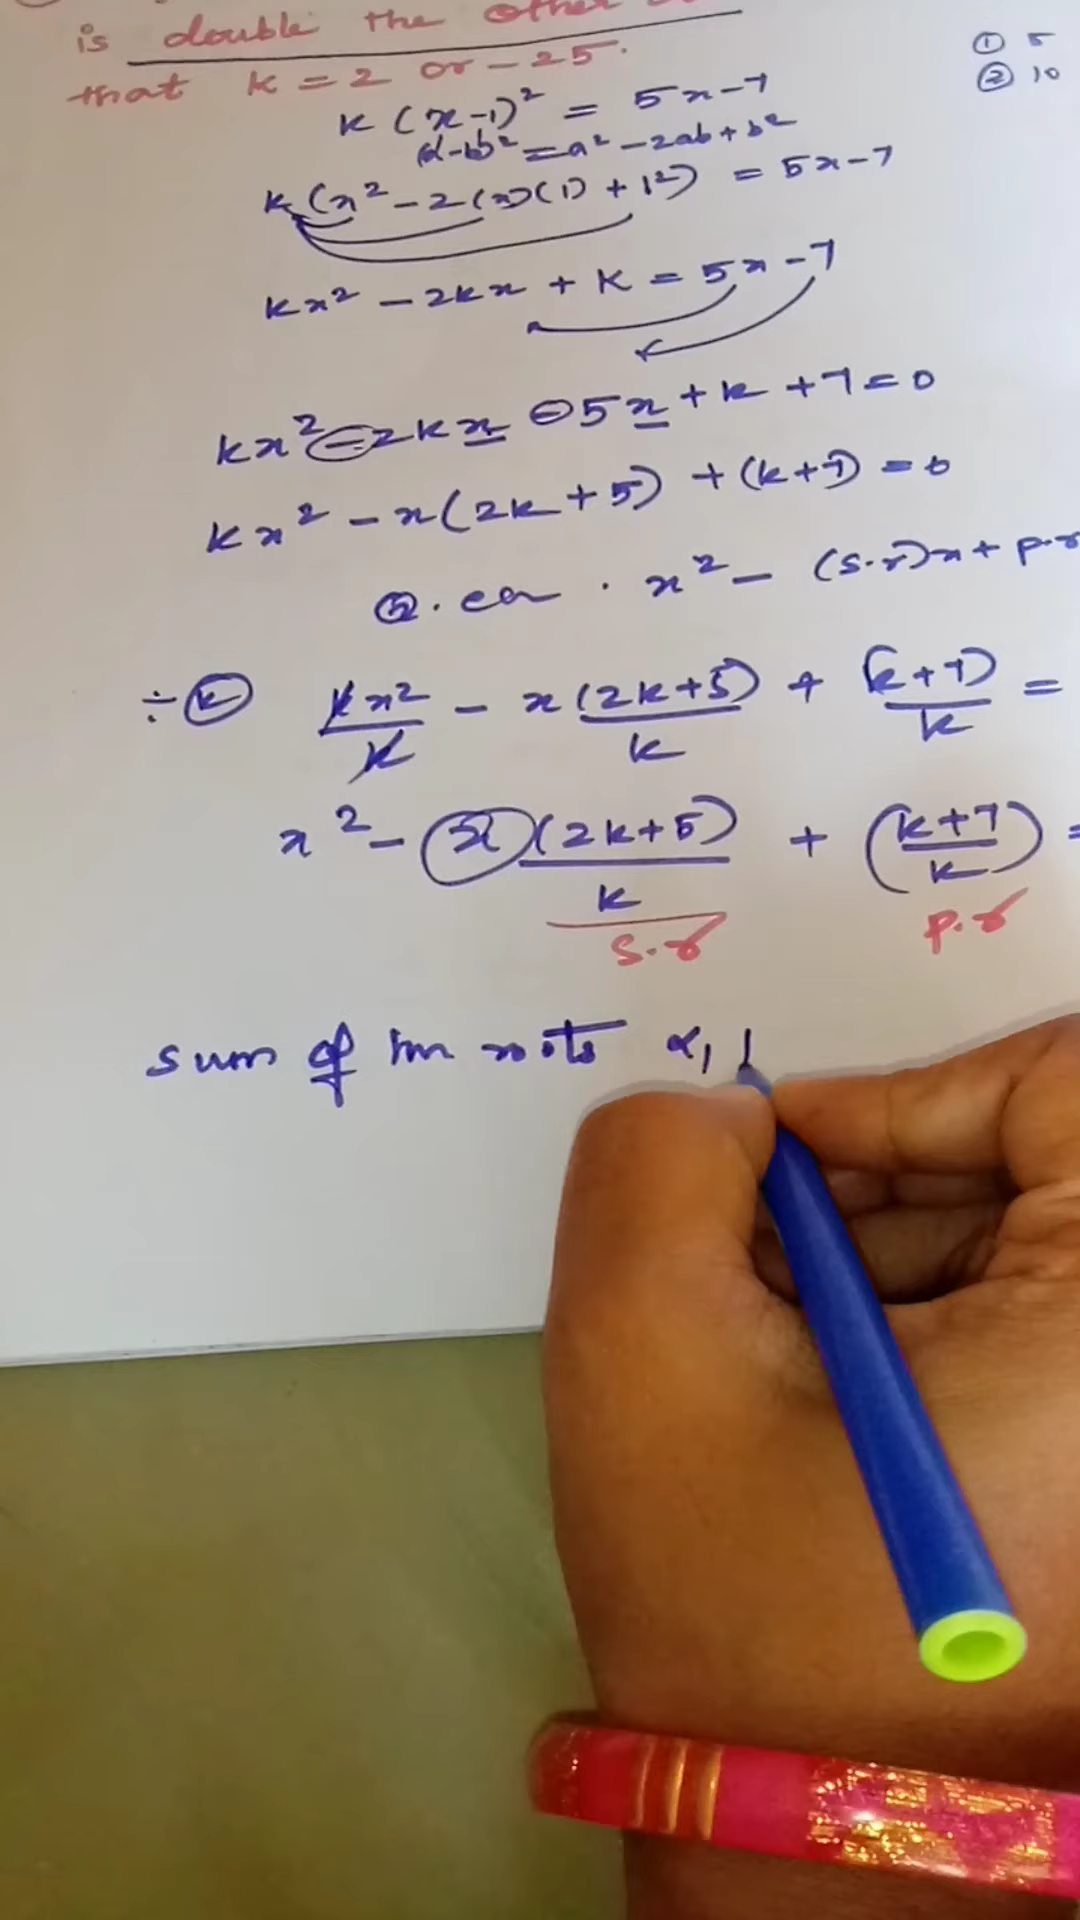 is double the other
that k = 2 or -25.
① 5
② 10
k (x-1)² = 5x-7
(a-b)² = a² - 2ab + b²
k(x² - 2(x)(1) + 1²) = 5x-7
kx² - 2kx + k = 5x-7
kx² - 2kx - 5x + k + 7 = 0
kx² - x(2k+5) + (k+7) = 0
Q. eq . x² - (s.r)x + p.r
÷ k kx²/k - x(2k+5)/k + (k+7)/k =
x² - x(2k+5)/k + (k+7/k) =
s.r p.r
sum of the roots α,